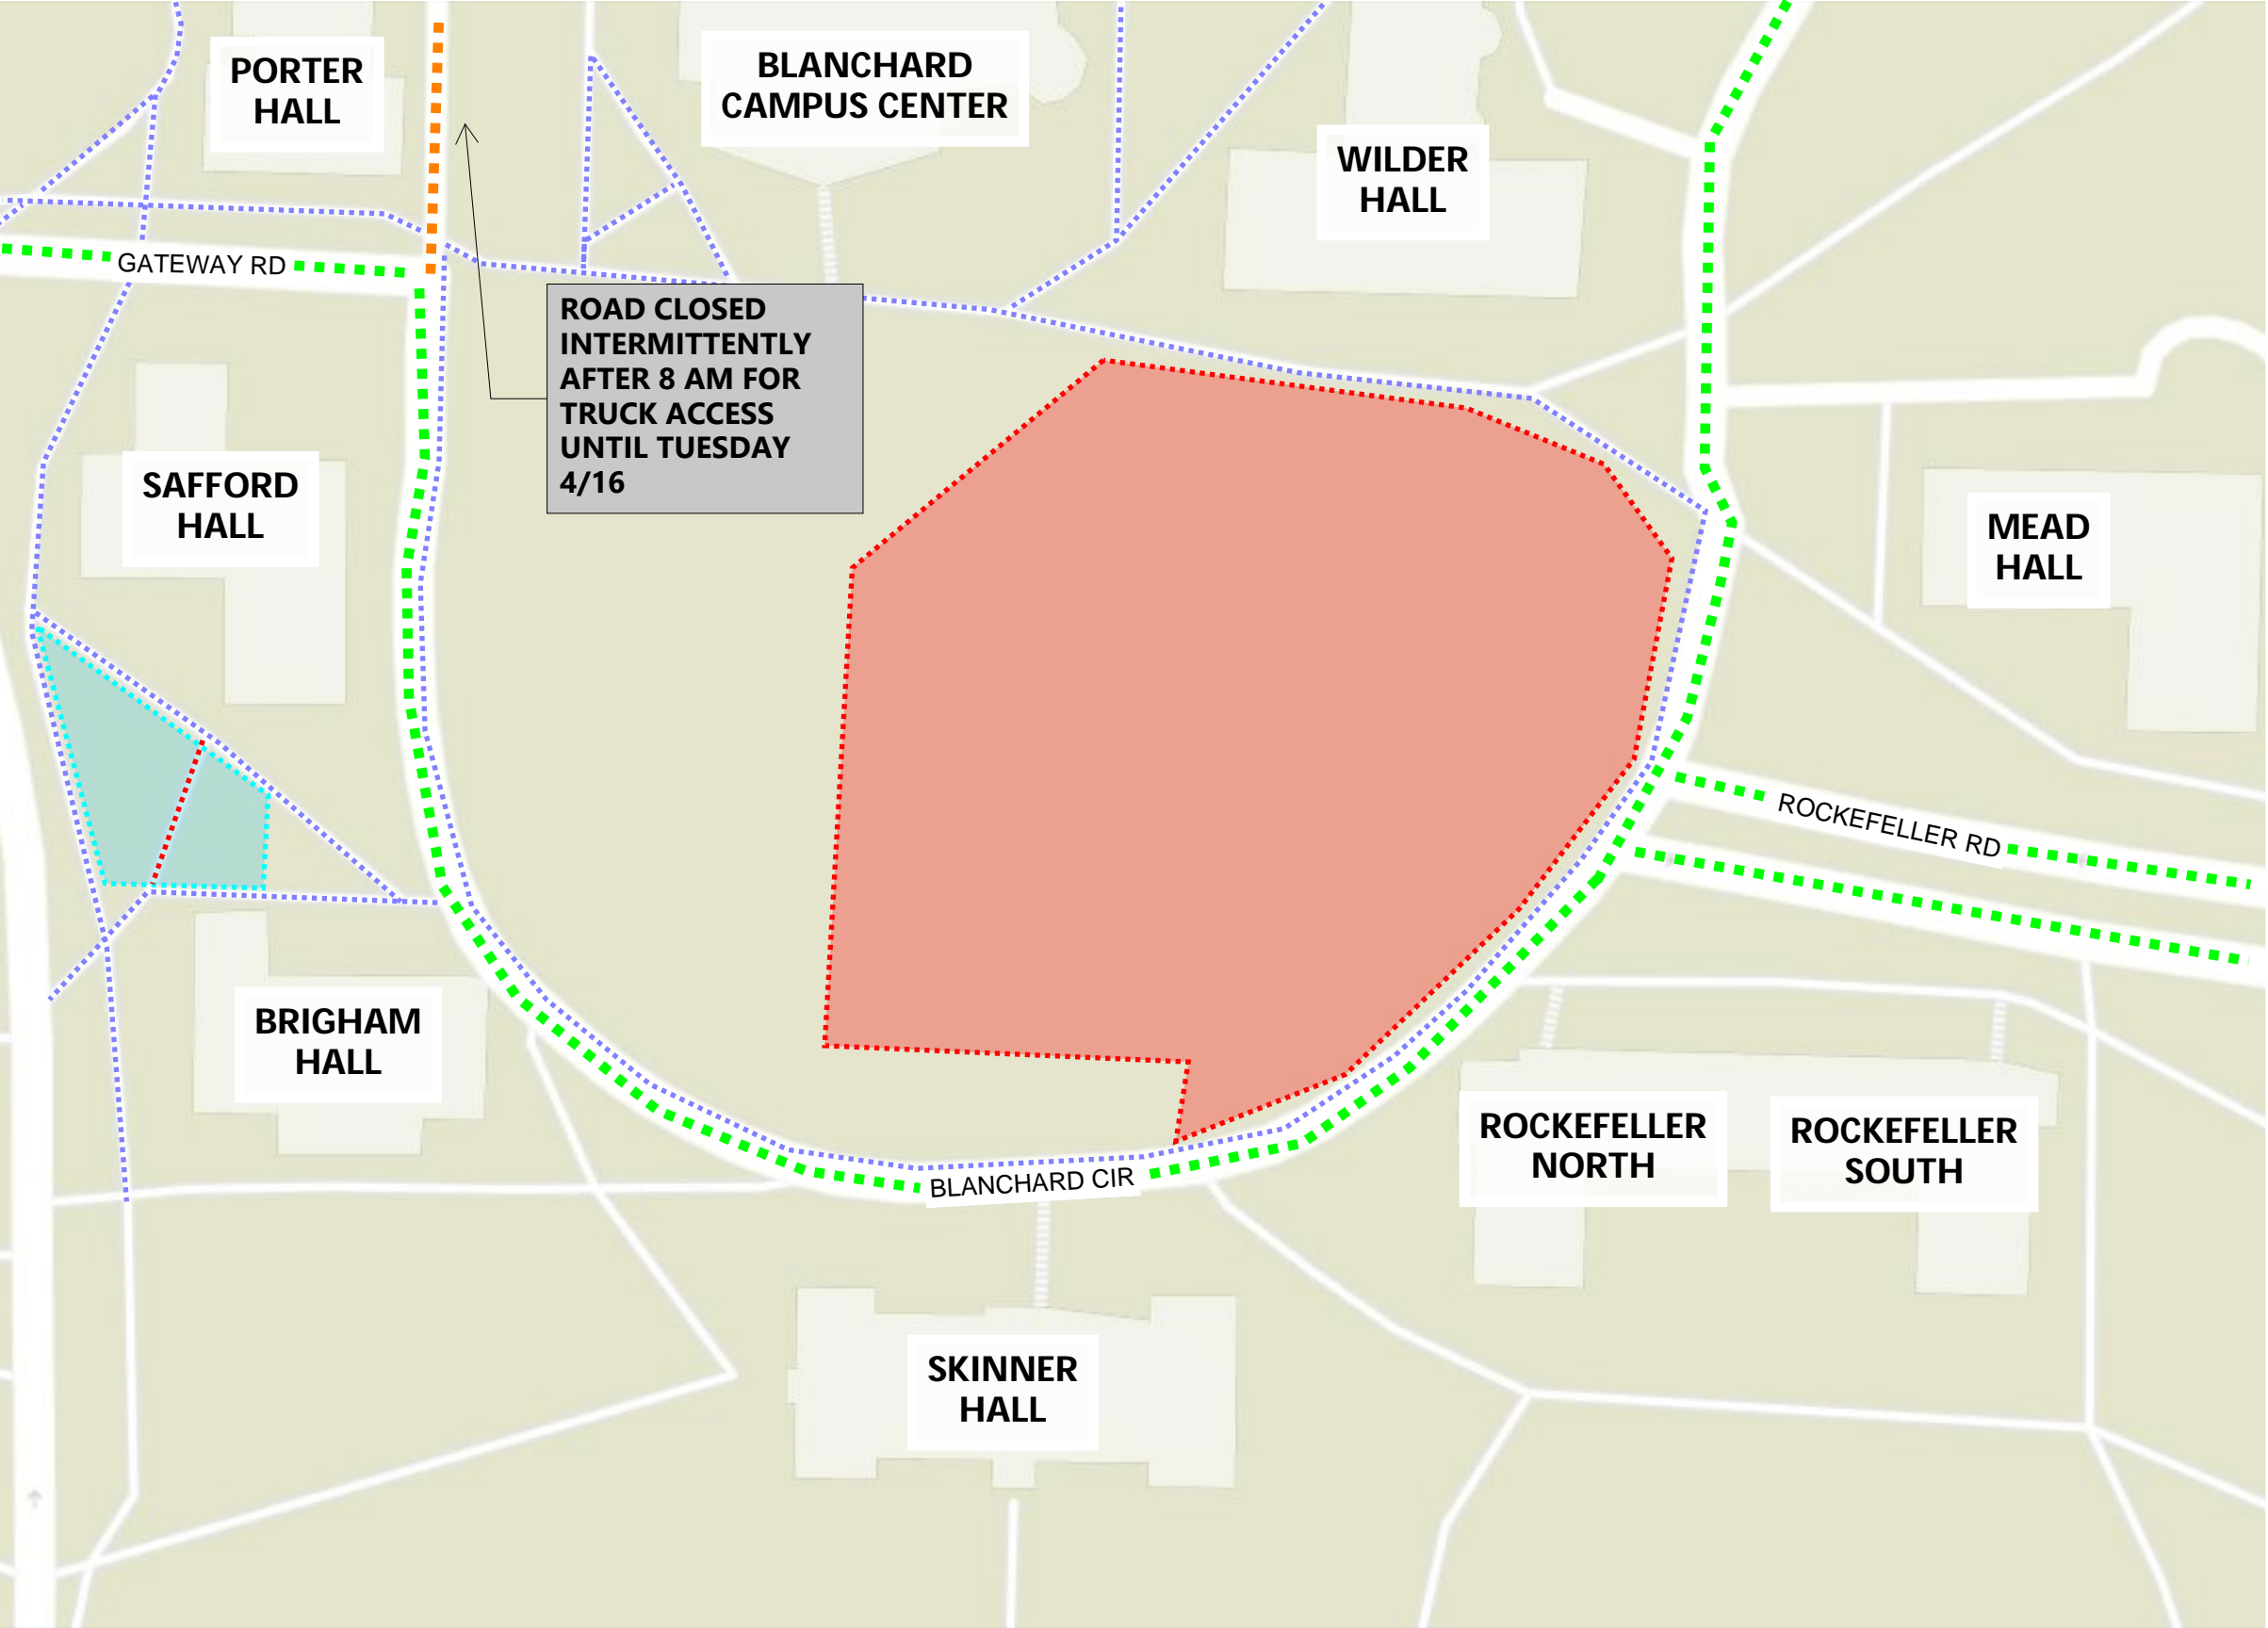 PORTER
HALL
BLANCHARD
CAMPUS CENTER
WILDER
HALL
GATEWAY RD
ROAD CLOSED
INTERMITTENTLY
AFTER 8 AM FOR
TRUCK ACCESS
UNTIL TUESDAY
4/16
SAFFORD
HALL
MEAD
HALL
ROCKEFELLER RD
BRIGHAM
HALL
ROCKEFELLER
NORTH
ROCKEFELLER
SOUTH
BLANCHARD CIR
SKINNER
HALL